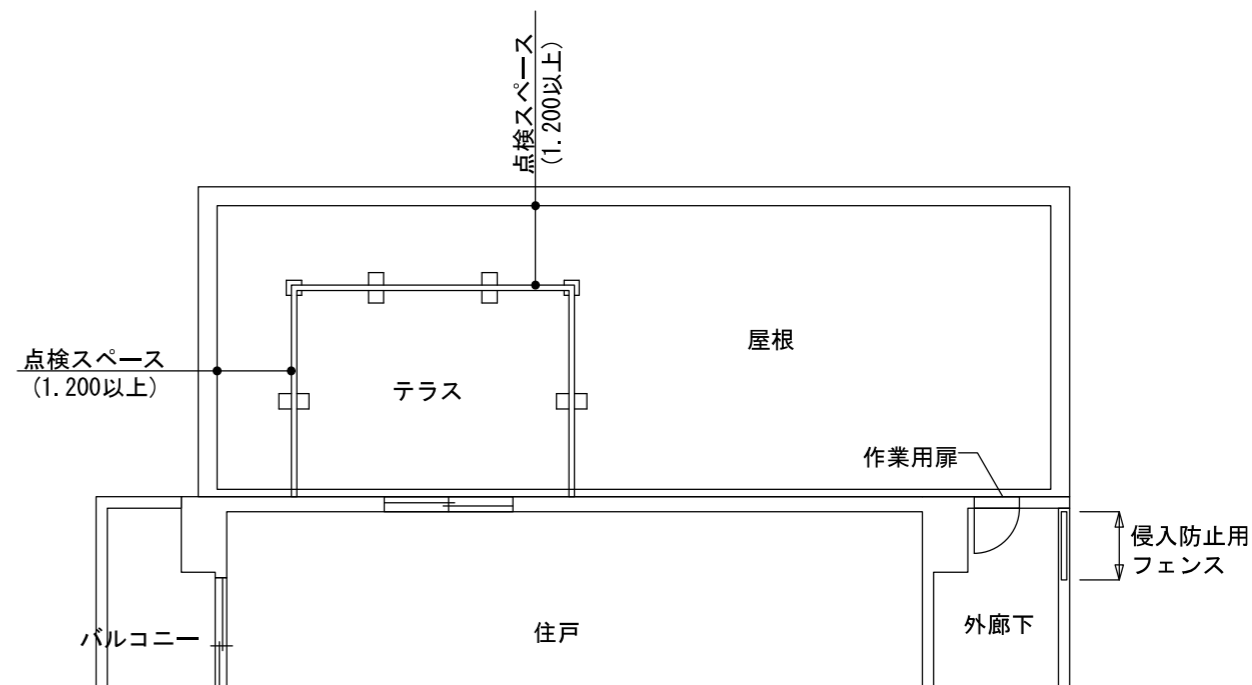 点検スペース
(1.200以上)
屋根
点検スペース
(1.200以上)
テラス
作業用扉
侵入防止用
フェンス
バルコニー
住戸
外廊下